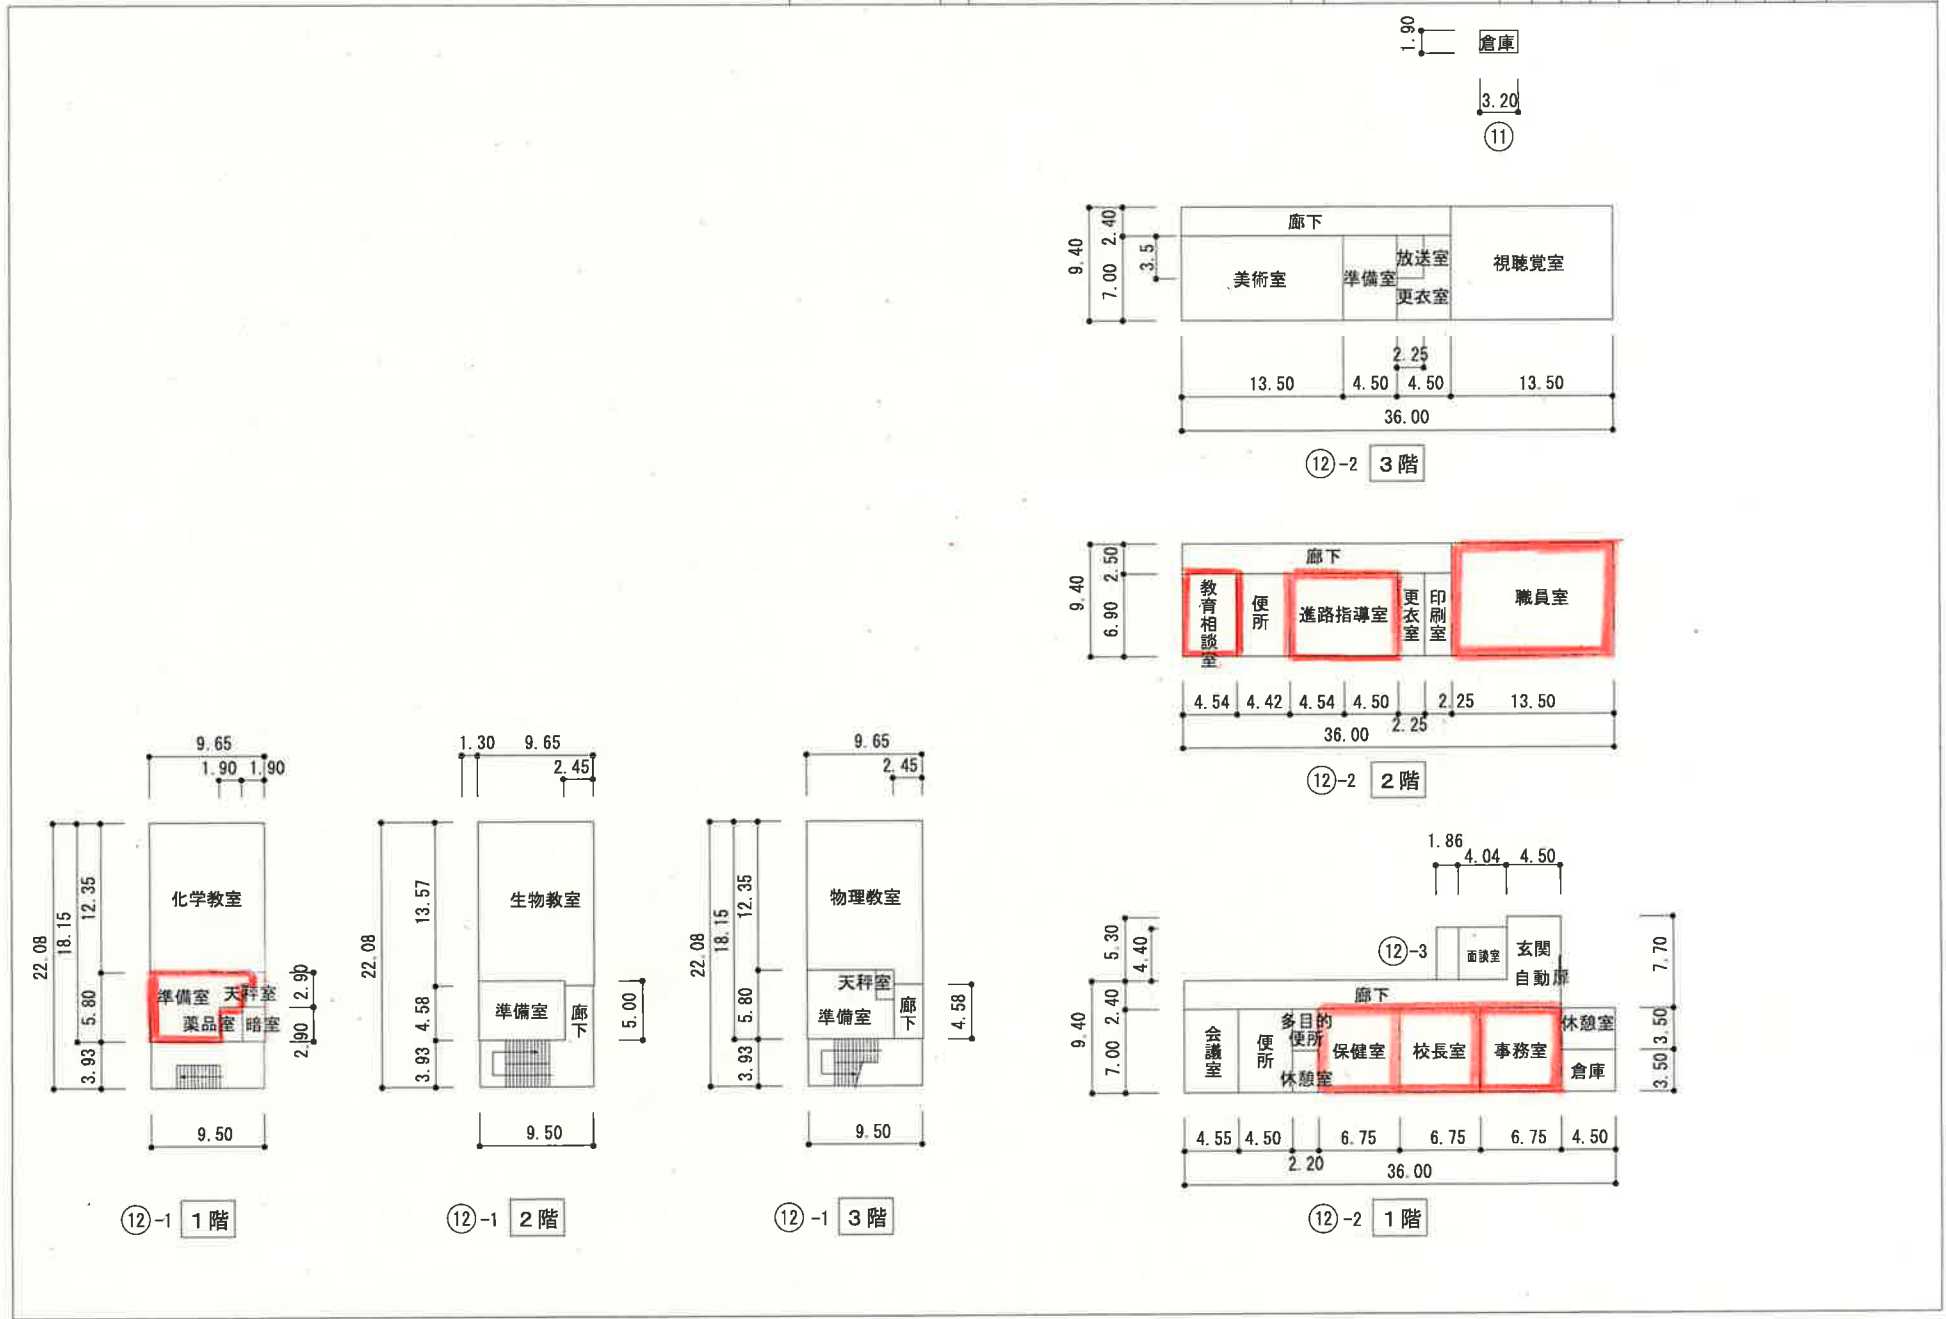 1.90
倉庫
3.20
⑪
9.40
2.40
7.00
3.5
廊下
美術室
準備室
放送室
更衣室
視聴覚室
2.25
13.50 4.50 4.50 13.50
36.00
⑫-2 3階
9.40
2.50
6.90
廊下
教育相談室
便所
進路指導室
更衣室
印刷室
職員室
4.54 4.42 4.54 4.50 2.25 13.50
2.25
36.00
⑫-2 2階
9.65
1.90 1.90
22.08
18.15
12.35
5.80
3.93
化学教室
準備室 天秤室
薬品室 暗室
2.90
2.90
9.50
⑫-1 1階
1.30 9.65
2.45
22.08
13.57
4.58
3.93
生物教室
準備室
廊下
5.00
9.50
⑫-1 2階
9.65
2.45
22.08
18.15
12.35
5.80
3.93
物理教室
天秤室
準備室
廊下
4.58
9.50
⑫-1 3階
1.86
4.04 4.50
5.30
4.40
9.40
2.40
7.00
⑫-3
面談室
玄関
自動扉
廊下
会議室
便所
多目的
便所
休憩室
保健室
校長室
事務室
休憩室
倉庫
7.70
3.50
3.50
4.55 4.50 6.75 6.75 6.75 4.50
2.20
36.00
⑫-2 1階